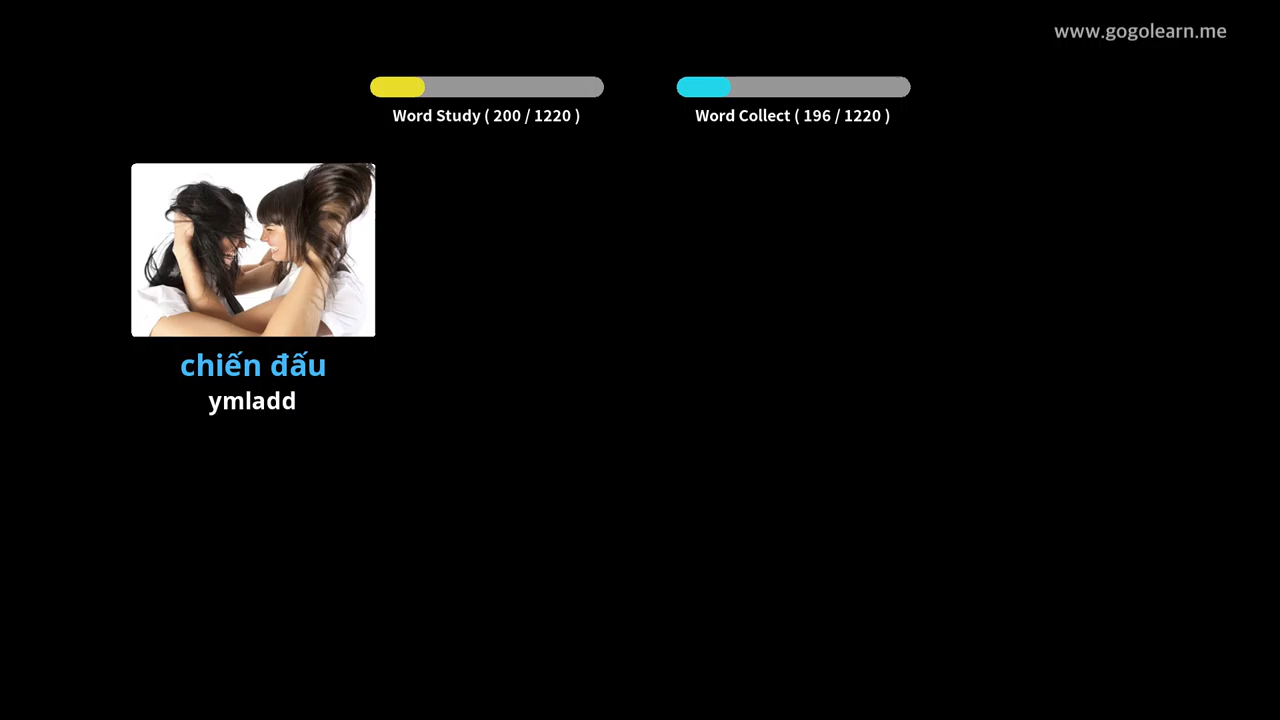 www.gogolearn.me
Word Study ( 200 / 1220 )
Word Collect ( 196 / 1220 )
chiến đấu
ymladd